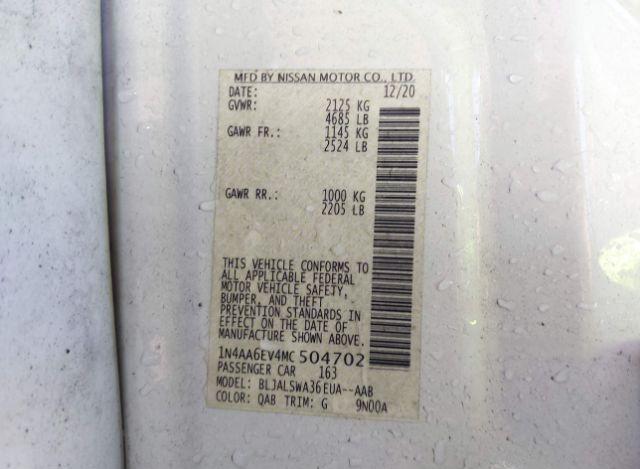 MFD BY NISSAN MOTOR CO., LTD.
DATE: 12/20
GVWR: 2125 KG
4685 LB
GAWR FR.: 1145 KG
2524 LB
GAWR RR.: 1000 KG
2205 LB
THIS VEHICLE CONFORMS TO
ALL APPLICABLE FEDERAL
MOTOR VEHICLE SAFETY,
BUMPER, AND THEFT
PREVENTION STANDARDS IN
EFFECT ON THE DATE OF
MANUFACTURE SHOWN ABOVE.
1N4AA6EV4MC504702
PASSENGER CAR 163
MODEL: BLJALSWA36EUA--AAB
COLOR: QAB TRIM: G 9N00A